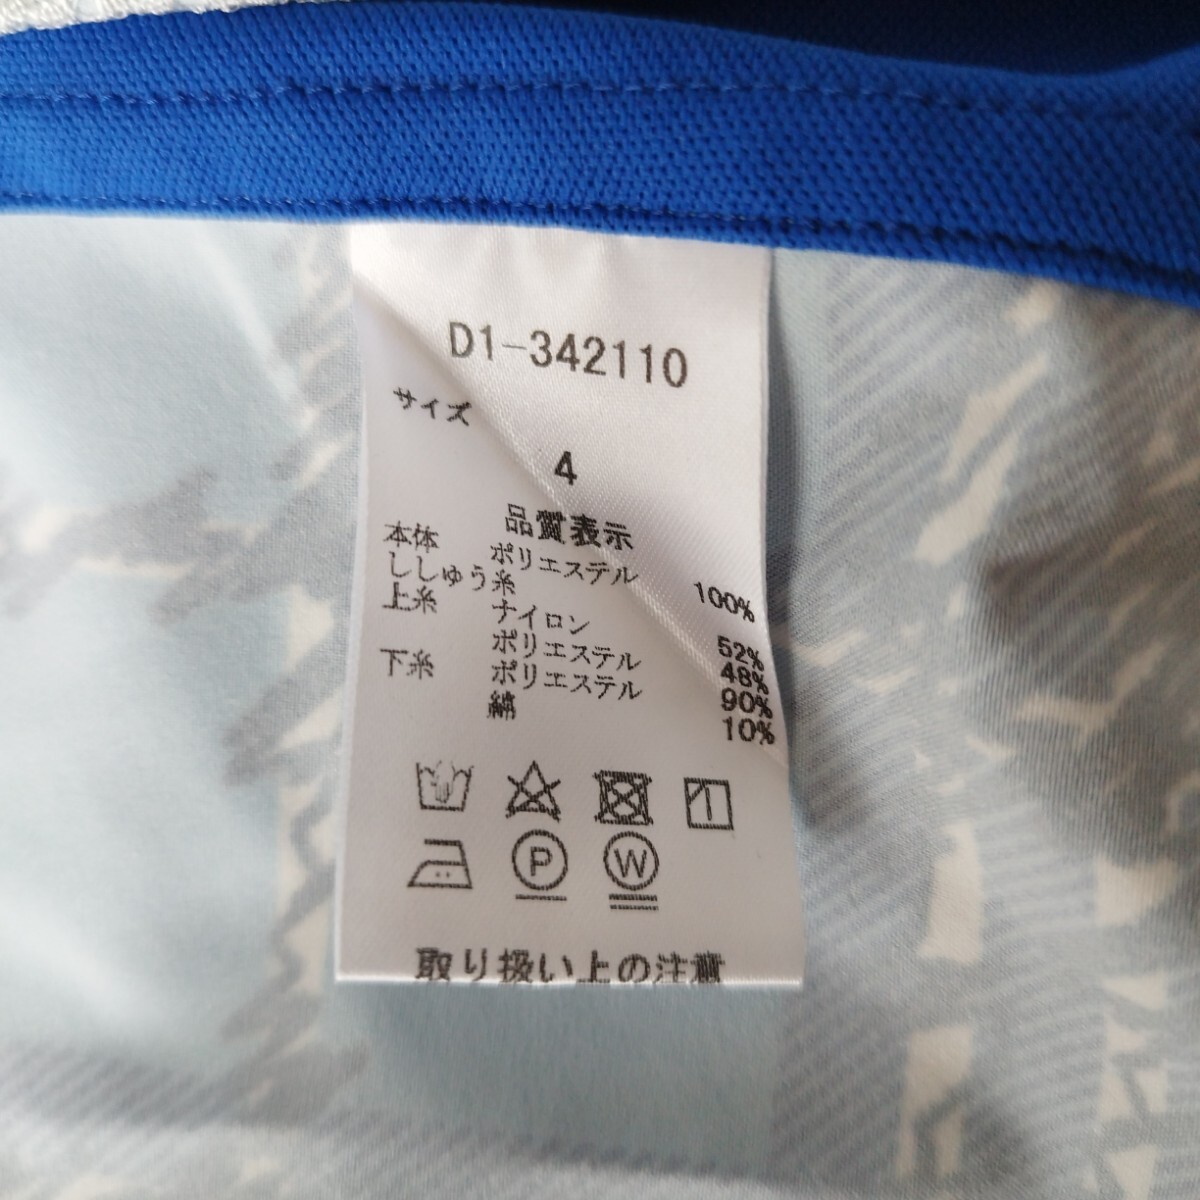 D1-342110
サイズ
4
品質表示
本体 ポリエステル 100%
ししゅう糸
上糸 ナイロン 52%
ポリエステル 48%
下糸 ポリエステル 90%
綿 10%
P W
取り扱い上の注意